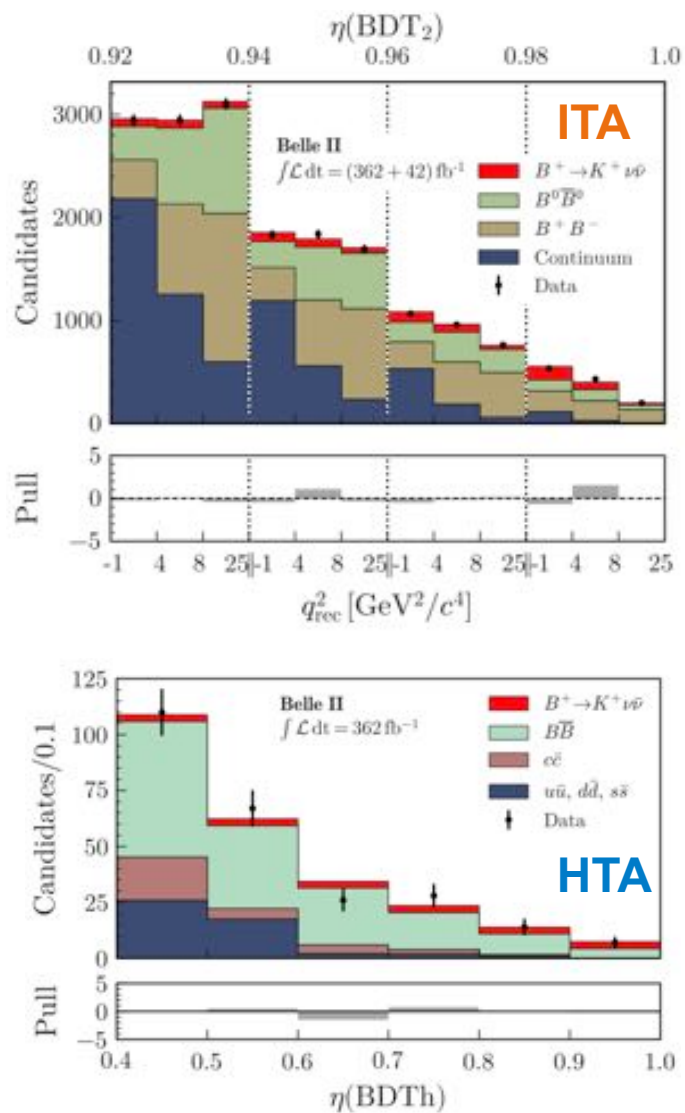 η(BDT₂)
0.92 0.94 0.96 0.98 1.0
ITA
Belle II
∫ℒ dt = (362 + 42) fb⁻¹
B⁺→K⁺νν̄
B⁰B̄⁰
B⁺B⁻
Continuum
Data
Candidates
3000
2000
1000
0
Pull
5
0
−5
-1 4 8 25 -1 4 8 25 -1 4 8 25 -1 4 8 25
q²rec [GeV²/c⁴]
Belle II
∫ℒ dt = 362 fb⁻¹
B⁺→K⁺νν̄
BB̄
cc̄
uū, dd̄, ss̄
Data
HTA
Candidates/0.1
125
100
75
50
25
0
Pull
5
0
−5
0.4 0.5 0.6 0.7 0.8 0.9 1.0
η(BDTh)